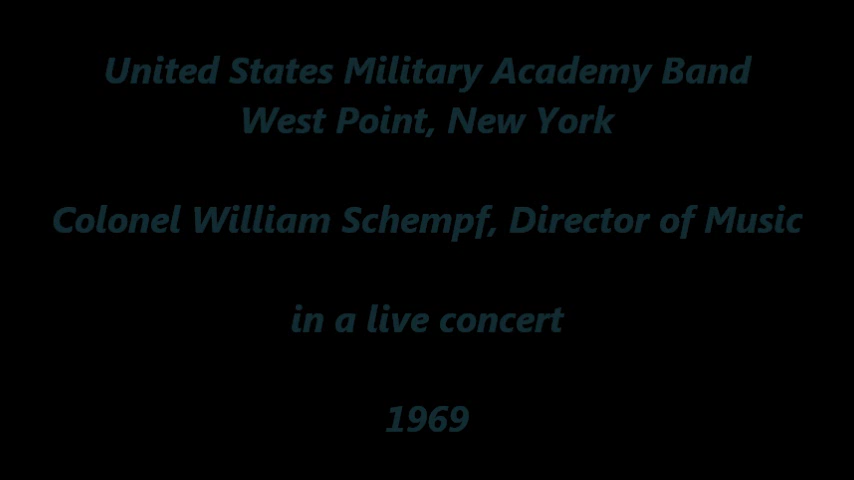 United States Military Academy Band
West Point, New York
Colonel William Schempf, Director of Music
in a live concert
1969